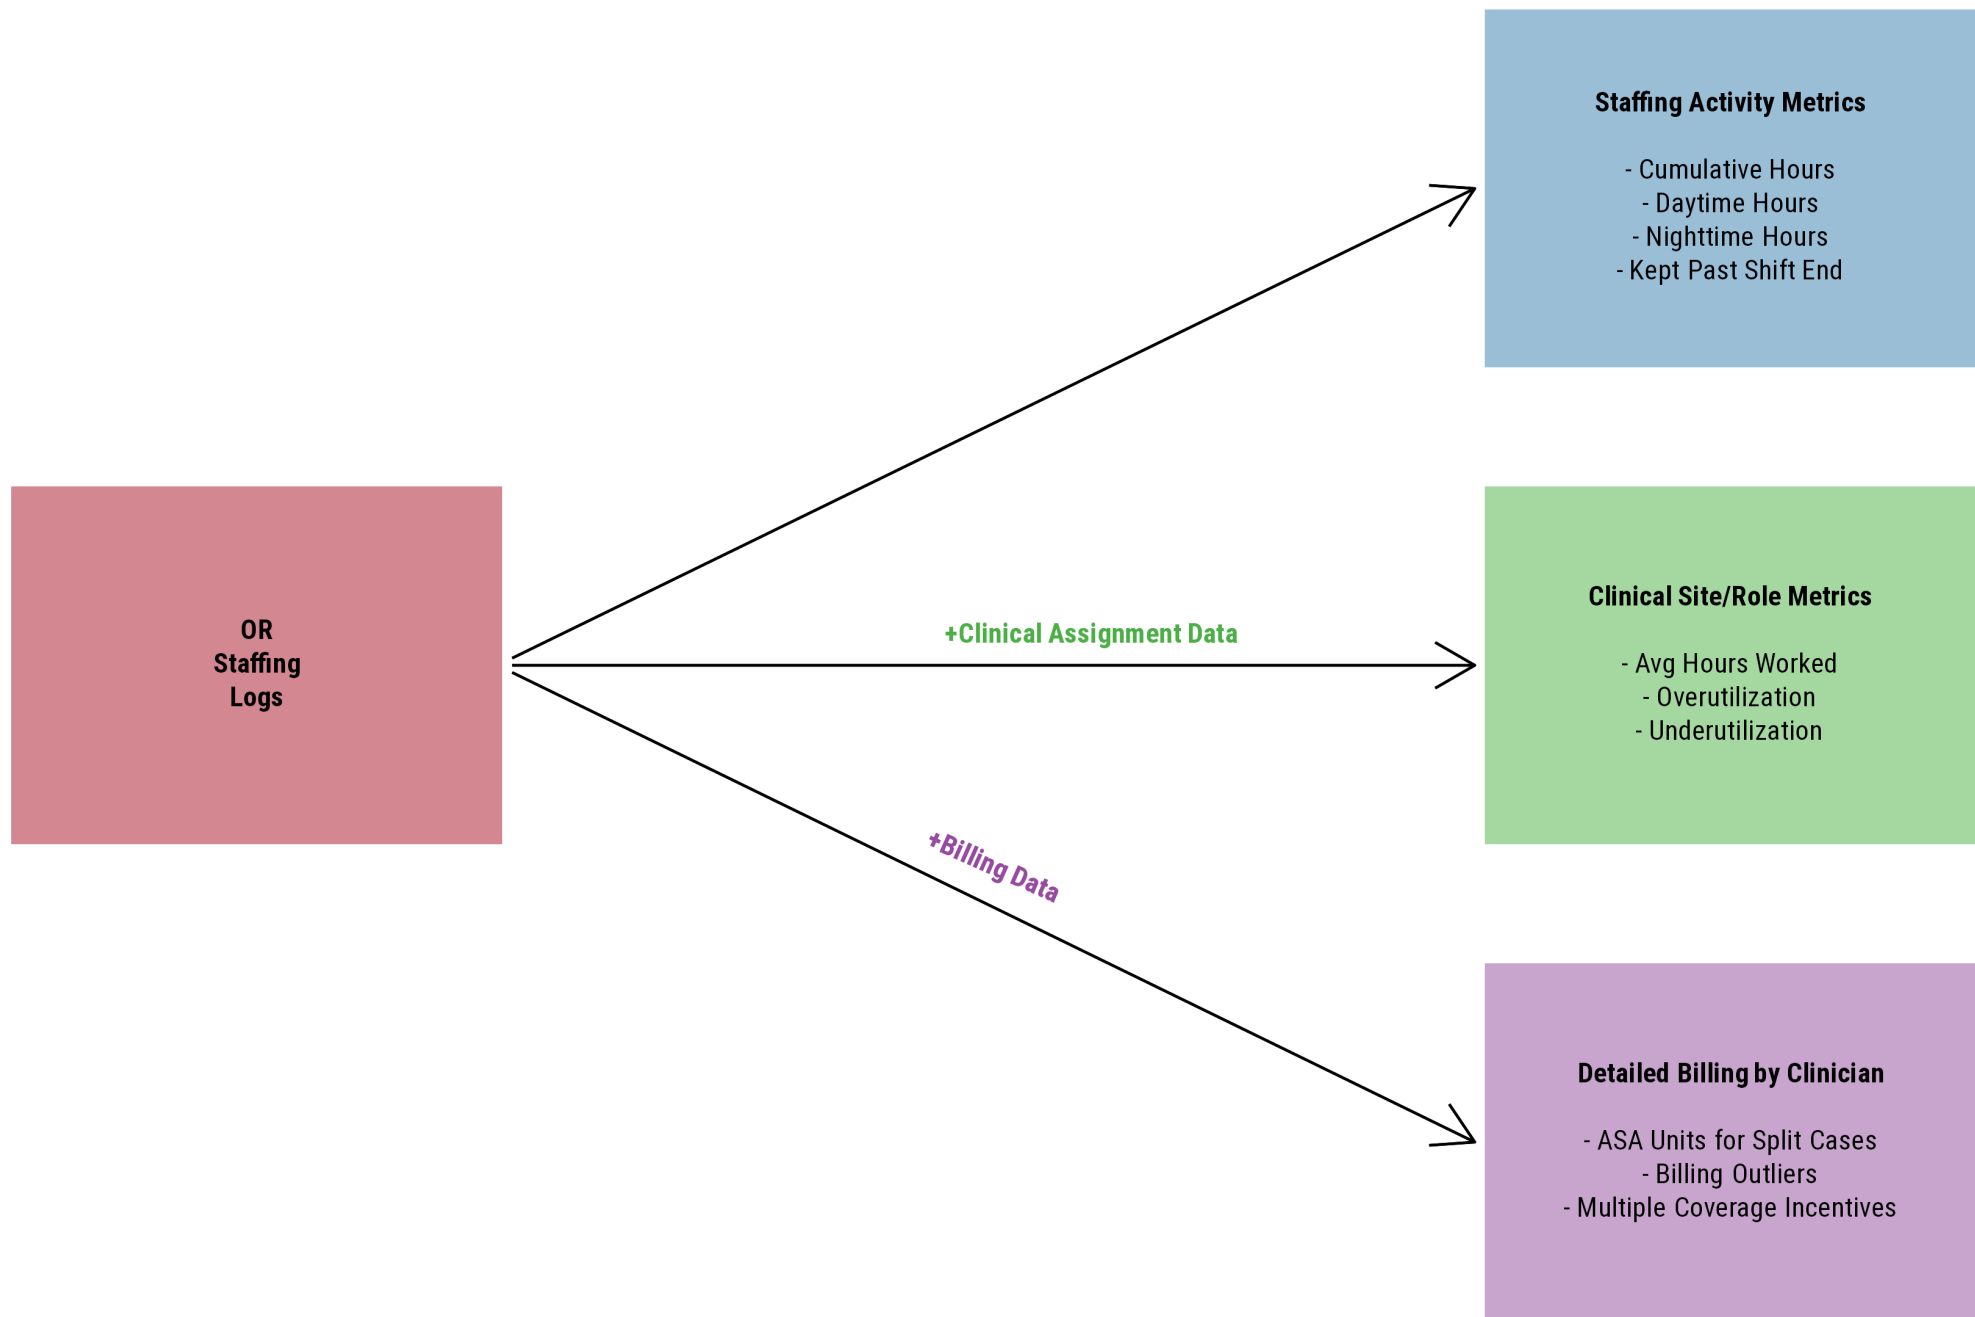 OR
Staffing
Logs
+Clinical Assignment Data
+Billing Data
Staffing Activity Metrics
- Cumulative Hours
- Daytime Hours
- Nighttime Hours
- Kept Past Shift End
Clinical Site/Role Metrics
- Avg Hours Worked
- Overutilization
- Underutilization
Detailed Billing by Clinician
- ASA Units for Split Cases
- Billing Outliers
- Multiple Coverage Incentives